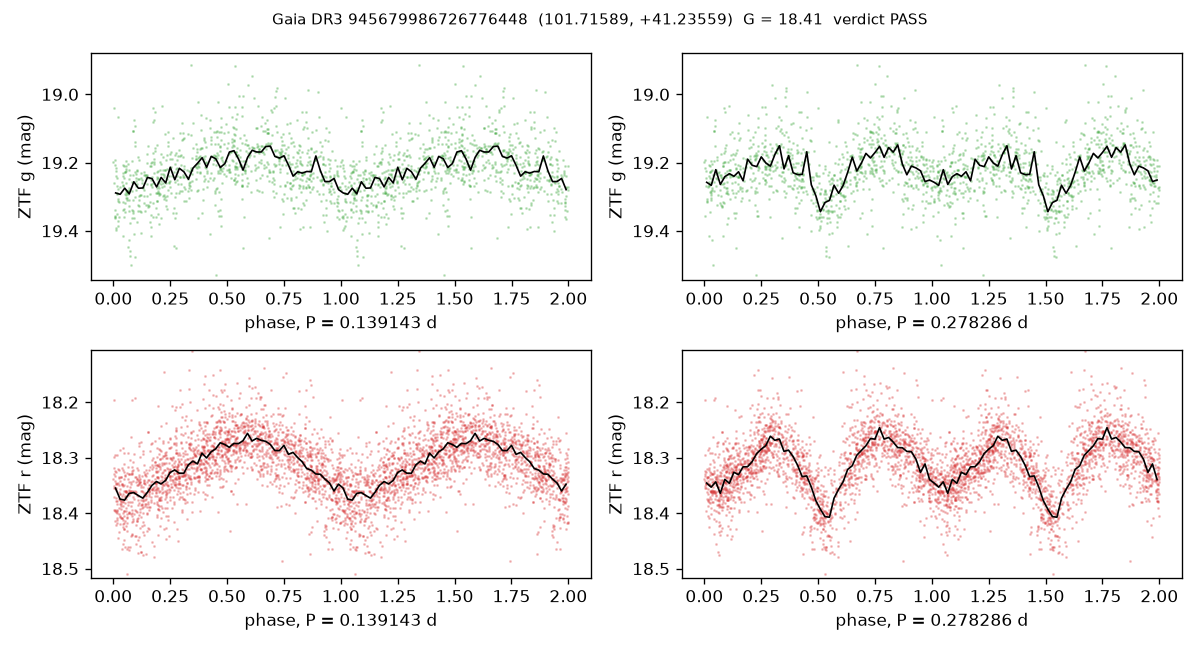 Gaia DR3 945679986726776448  (101.71589, +41.23559)  G = 18.41  verdict PASS
ZTF g (mag)
19.0
19.2
19.4
0.00 0.25 0.50 0.75 1.00 1.25 1.50 1.75 2.00
phase, P = 0.139143 d
ZTF g (mag)
19.0
19.2
19.4
0.00 0.25 0.50 0.75 1.00 1.25 1.50 1.75 2.00
phase, P = 0.278286 d
ZTF r (mag)
18.2
18.3
18.4
18.5
0.00 0.25 0.50 0.75 1.00 1.25 1.50 1.75 2.00
phase, P = 0.139143 d
ZTF r (mag)
18.2
18.3
18.4
18.5
0.00 0.25 0.50 0.75 1.00 1.25 1.50 1.75 2.00
phase, P = 0.278286 d